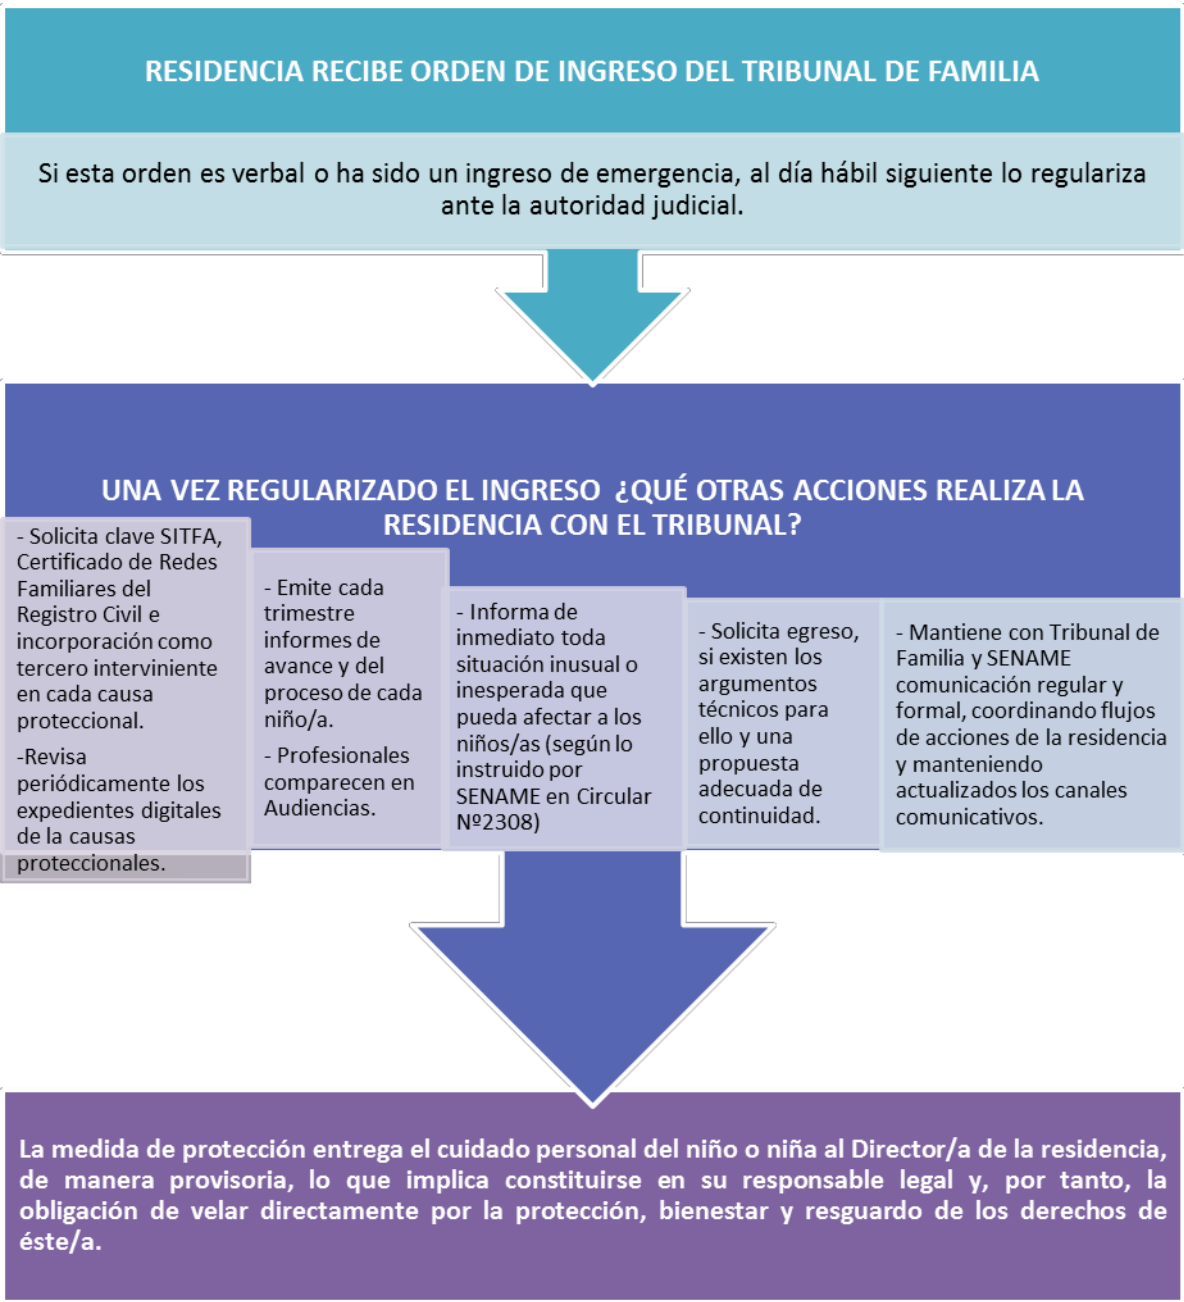 RESIDENCIA RECIBE ORDEN DE INGRESO DEL TRIBUNAL DE FAMILIA
Si esta orden es verbal o ha sido un ingreso de emergencia, al día hábil siguiente lo regulariza
ante la autoridad judicial.
UNA VEZ REGULARIZADO EL INGRESO ¿QUÉ OTRAS ACCIONES REALIZA LA
RESIDENCIA CON EL TRIBUNAL?
- Solicita clave SITFA,
Certificado de Redes
Familiares del
Registro Civil e
incorporación como
tercero interviniente
en cada causa
proteccional.
-Revisa
periódicamente los
expedientes digitales
de la causas
proteccionales.
- Emite cada
trimestre
informes de
avance y del
proceso de cada
niño/a.
- Profesionales
comparecen en
Audiencias.
- Informa de
inmediato toda
situación inusual o
inesperada que
pueda afectar a los
niños/as (según lo
instruido por
SENAME en Circular
Nº2308)
- Solicita egreso,
si existen los
argumentos
técnicos para
ello y una
propuesta
adecuada de
continuidad.
- Mantiene con Tribunal de
Familia y SENAME
comunicación regular y
formal, coordinando flujos
de acciones de la residencia
y manteniendo
actualizados los canales
comunicativos.
La medida de protección entrega el cuidado personal del niño o niña al Director/a de la residencia,
de manera provisoria, lo que implica constituirse en su responsable legal y, por tanto, la
obligación de velar directamente por la protección, bienestar y resguardo de los derechos de
éste/a.